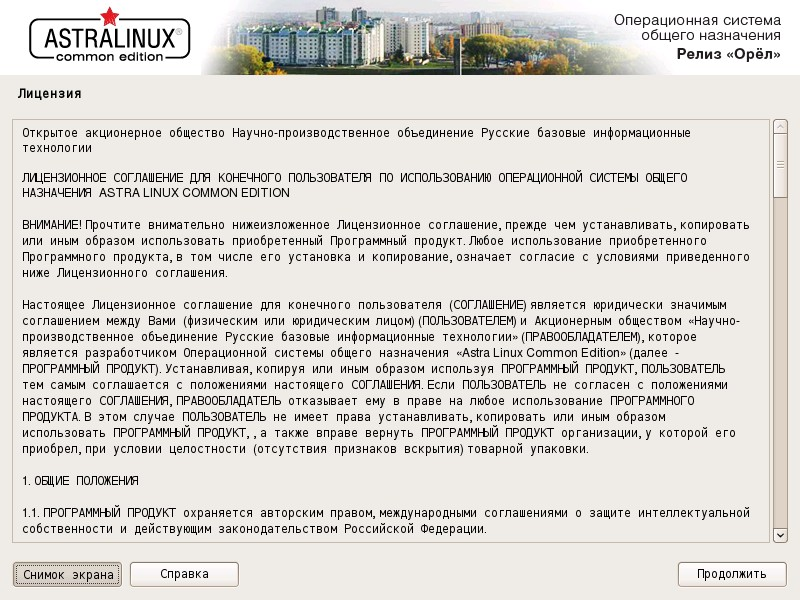 ASTRALINUX®
common edition
Операционная система
общего назначения
Релиз «Орёл»
Лицензия
Открытое акционерное общество Научно-производственное объединение Русские базовые информационные
технологии
ЛИЦЕНЗИОННОЕ СОГЛАШЕНИЕ ДЛЯ КОНЕЧНОГО ПОЛЬЗОВАТЕЛЯ ПО ИСПОЛЬЗОВАНИЮ ОПЕРАЦИОННОЙ СИСТЕМЫ ОБЩЕГО
НАЗНАЧЕНИЯ ASTRA LINUX COMMON EDITION
ВНИМАНИЕ! Прочтите внимательно нижеизложенное Лицензионное соглашение, прежде чем устанавливать, копировать
или иным образом использовать приобретенный Программный продукт. Любое использование приобретенного
Программного продукта, в том числе его установка и копирование, означает согласие с условиями приведенного
ниже Лицензионного соглашения.
Настоящее Лицензионное соглашение для конечного пользователя (СОГЛАШЕНИЕ) является юридически значимым
соглашением между Вами (физическим или юридическим лицом) (ПОЛЬЗОВАТЕЛЕМ) и Акционерным обществом «Научно-
производственное объединение Русские базовые информационные технологии» (ПРАВООБЛАДАТЕЛЕМ), которое
является разработчиком Операционной системы общего назначения «Astra Linux Common Edition» (далее -
ПРОГРАММНЫЙ ПРОДУКТ). Устанавливая, копируя или иным образом используя ПРОГРАММНЫЙ ПРОДУКТ, ПОЛЬЗОВАТЕЛЬ
тем самым соглашается с положениями настоящего СОГЛАШЕНИЯ. Если ПОЛЬЗОВАТЕЛЬ не согласен с положениями
настоящего СОГЛАШЕНИЯ, ПРАВООБЛАДАТЕЛЬ отказывает ему в праве на любое использование ПРОГРАММНОГО
ПРОДУКТА. В этом случае ПОЛЬЗОВАТЕЛЬ не имеет права устанавливать, копировать или иным образом
использовать ПРОГРАММНЫЙ ПРОДУКТ, , а также вправе вернуть ПРОГРАММНЫЙ ПРОДУКТ организации, у которой его
приобрел, при условии целостности (отсутствия признаков вскрытия) товарной упаковки.
1. ОБЩИЕ ПОЛОЖЕНИЯ
1.1. ПРОГРАММНЫЙ ПРОДУКТ охраняется авторским правом, международными соглашениями о защите интеллектуальной
собственности и действующим законодательством Российской Федерации.
Снимок экрана
Справка
Продолжить